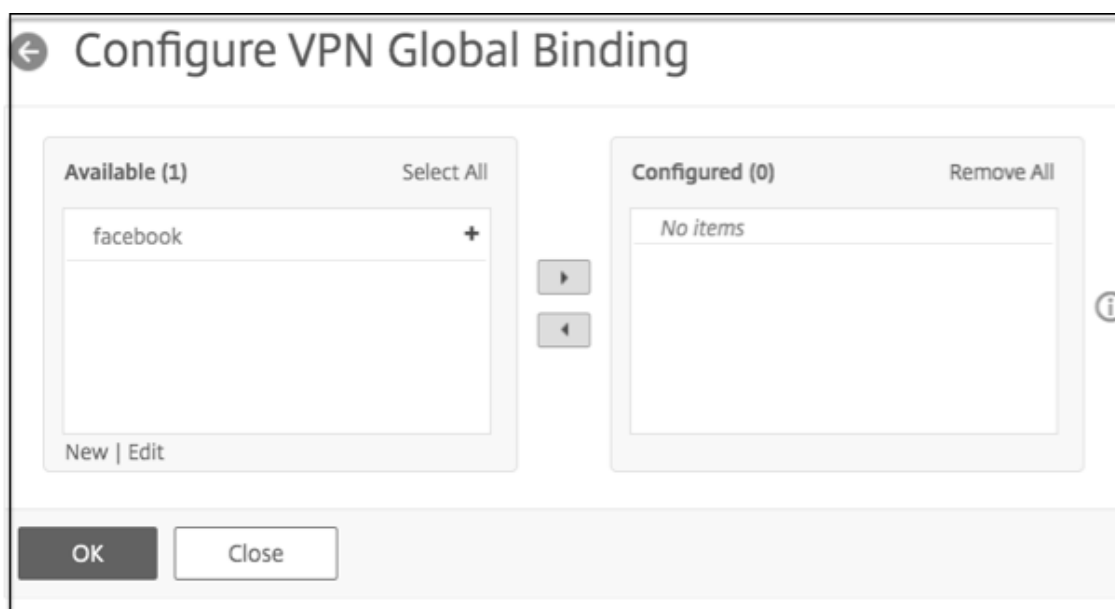 Configure VPN Global Binding
Available (1) Select All
facebook +
New | Edit
Configured (0) Remove All
No items
OK Close